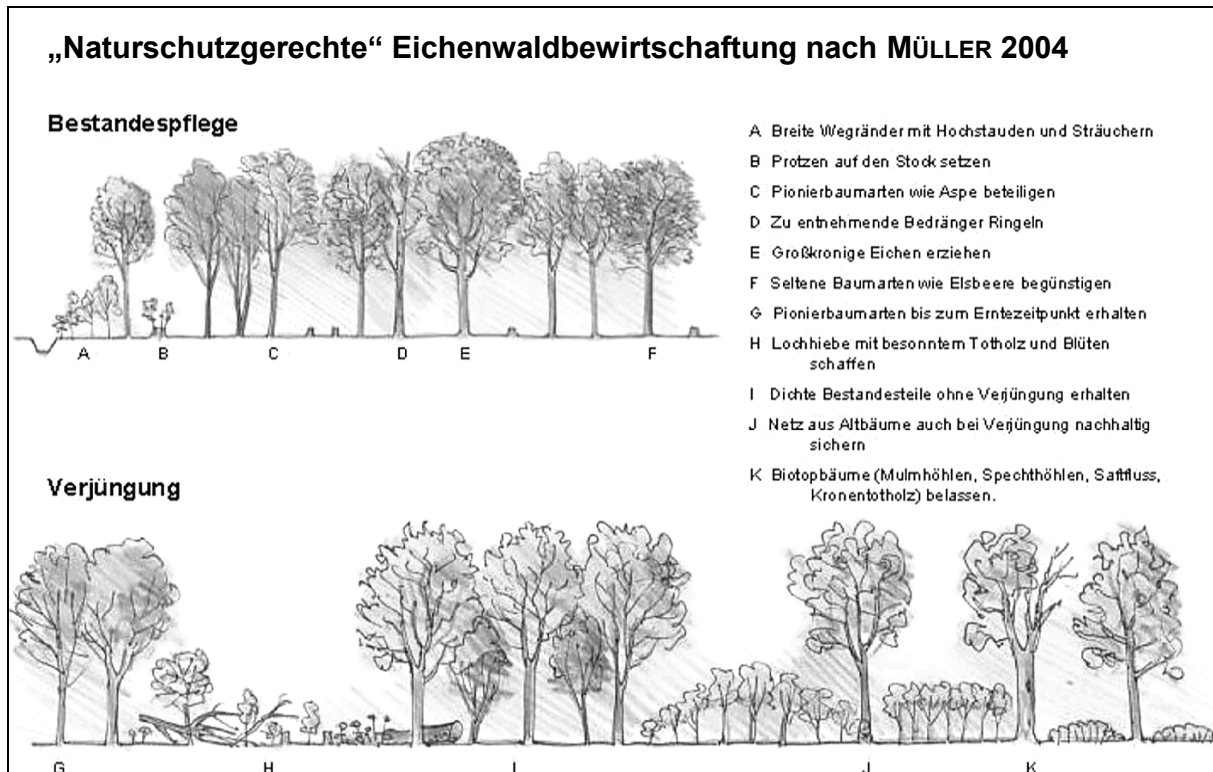 „Naturschutzgerechte“ Eichenwaldbewirtschaftung nach MÜLLER 2004
Bestandespflege
A Breite Wegränder mit Hochstauden und Sträuchern
B Protzen auf den Stock setzen
C Pionierbaumarten wie Aspe beteiligen
D Zu entnehmende Bedränger Ringeln
E Großkronige Eichen erziehen
F Seltene Baumarten wie Elsbeere begünstigen
G Pionierbaumarten bis zum Erntezeitpunkt erhalten
H Lochhiebe mit besonntem Totholz und Blüten
schaffen
I Dichte Bestandesteile ohne Verjüngung erhalten
J Netz aus Altbäume auch bei Verjüngung nachhaltig
sichern
K Biotopbäume (Mulmhöhlen, Spechthöhlen, Saftfluss,
Kronentotholz) belassen.
A B C D E F
Verjüngung
G H I J K